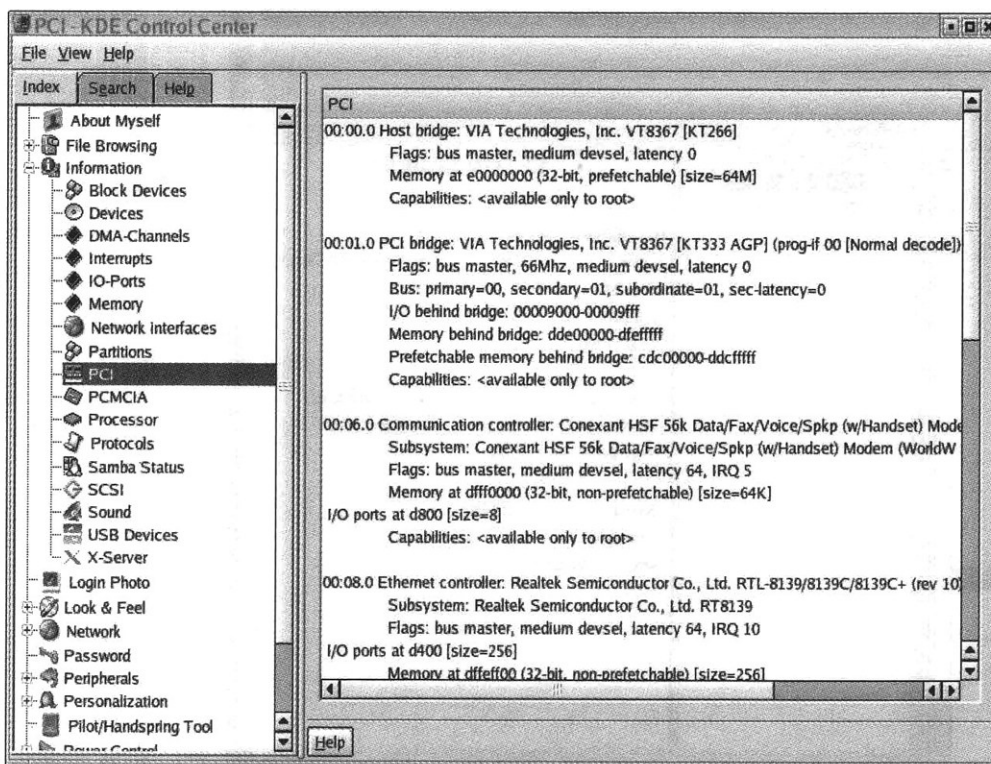 PCI - KDE Control Center
File View Help
Index Search Help
About Myself
File Browsing
Information
Block Devices
Devices
DMA-Channels
Interrupts
IO-Ports
Memory
Network Interfaces
Partitions
PCI
PCMCIA
Processor
Protocols
Samba Status
SCSI
Sound
USB Devices
X-Server
Login Photo
Look & Feel
Network
Password
Peripherals
Personalization
Pilot/Handspring Tool
Power Control
PCI
00:00.0 Host bridge: VIA Technologies, Inc. VT8367 [KT266]
Flags: bus master, medium devsel, latency 0
Memory at e0000000 (32-bit, prefetchable) [size=64M]
Capabilities: <available only to root>
00:01.0 PCI bridge: VIA Technologies, Inc. VT8367 [KT333 AGP] (prog-if 00 [Normal decode])
Flags: bus master, 66Mhz, medium devsel, latency 0
Bus: primary=00, secondary=01, subordinate=01, sec-latency=0
I/O behind bridge: 00009000-00009fff
Memory behind bridge: dde00000-dfefffff
Prefetchable memory behind bridge: cdc00000-ddcfffff
Capabilities: <available only to root>
00:06.0 Communication controller: Conexant HSF 56k Data/Fax/Voice/Spkp (w/Handset) Mode
Subsystem: Conexant HSF 56k Data/Fax/Voice/Spkp (w/Handset) Modem (WorldW
Flags: bus master, medium devsel, latency 64, IRQ 5
Memory at dfff0000 (32-bit, non-prefetchable) [size=64K]
I/O ports at d800 [size=8]
Capabilities: <available only to root>
00:08.0 Ethernet controller: Realtek Semiconductor Co., Ltd. RTL-8139/8139C/8139C+ (rev 10)
Subsystem: Realtek Semiconductor Co., Ltd. RT8139
Flags: bus master, medium devsel, latency 64, IRQ 10
I/O ports at d400 [size=256]
Memory at dffeff00 (32-bit, non-prefetchable) [size=256]
Help